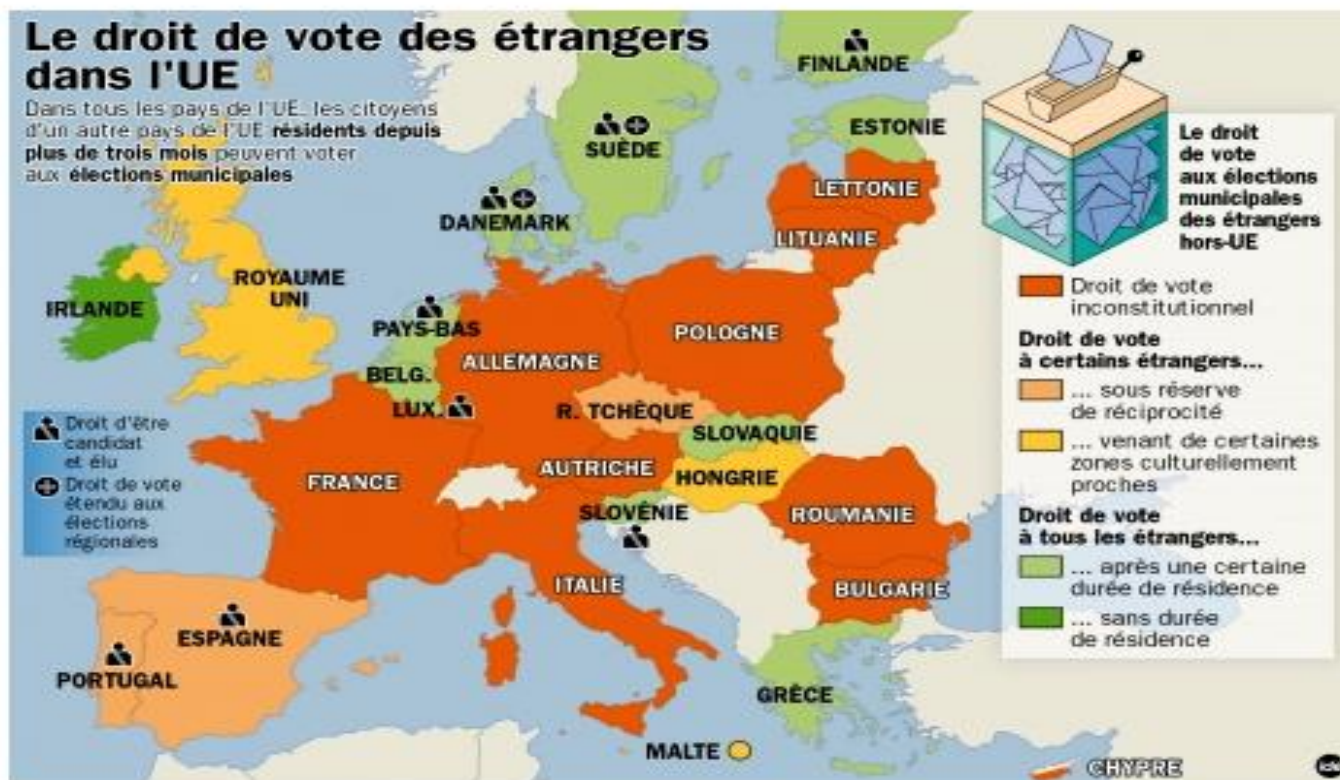 Le droit de vote des étrangers
dans l'UE
Dans tous les pays de l'UE, les citoyens
d'un autre pays de l'UE résidents depuis
plus de trois mois peuvent voter
aux élections municipales
FINLANDE
ESTONIE
SUÈDE
LETTONIE
DANEMARK
LITUANIE
ROYAUME
UNI
IRLANDE
PAYS-BAS
POLOGNE
ALLEMAGNE
BELG.
LUX.
R. TCHÈQUE
SLOVAQUIE
AUTRICHE
HONGRIE
FRANCE
SLOVÉNIE
ROUMANIE
ITALIE
BULGARIE
ESPAGNE
PORTUGAL
GRÈCE
MALTE
CHYPRE
Droit d'être
candidat
et élu
Droit de vote
étendu aux
élections
régionales
Le droit
de vote
aux élections
municipales
des étrangers
hors-UE
Droit de vote
inconstitutionnel
Droit de vote
à certains étrangers...
... sous réserve
de réciprocité
... venant de certaines
zones culturellement
proches
Droit de vote
à tous les étrangers...
... après une certaine
durée de résidence
... sans durée
de résidence